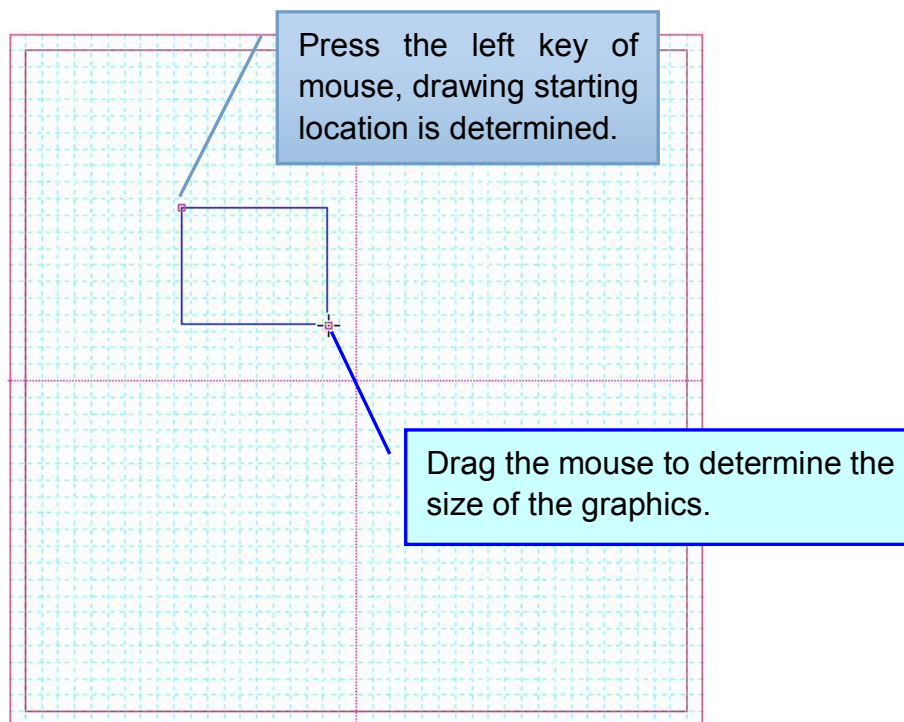 Press the left key of
mouse, drawing starting
location is determined.
Drag the mouse to determine the
size of the graphics.